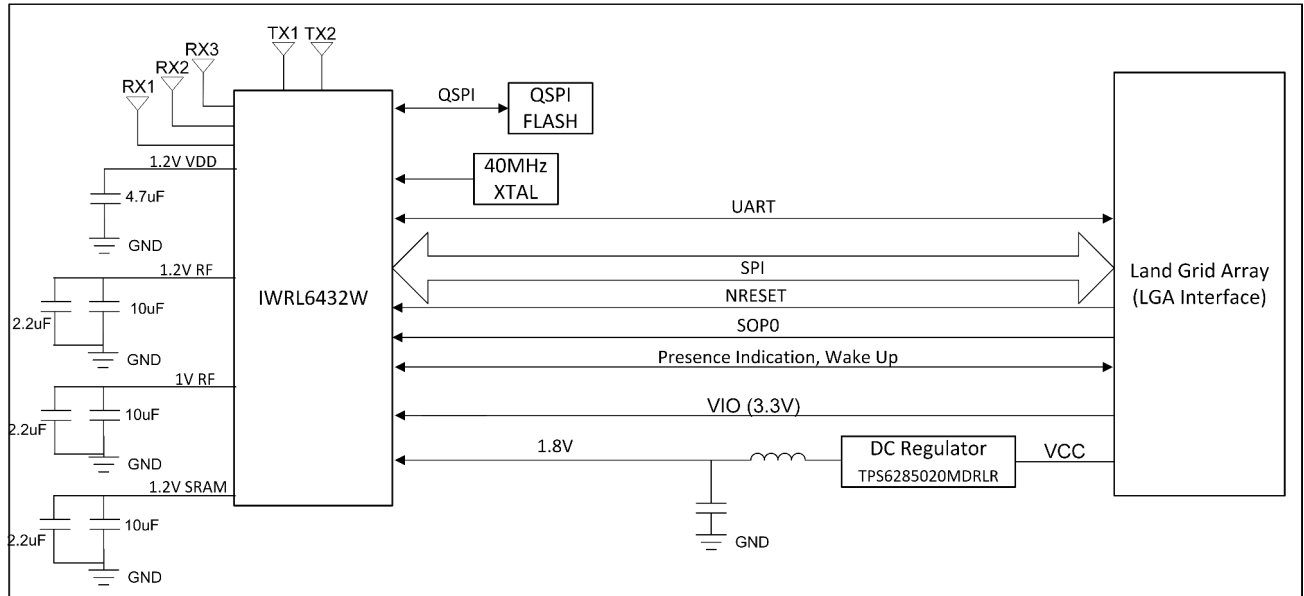 TX1 TX2
RX3
RX2
RX1
QSPI
QSPI
FLASH
1.2V VDD
40MHz
XTAL
4.7uF
GND
UART
1.2V RF
SPI
IWRL6432W
Land Grid Array
(LGA Interface)
2.2uF
10uF
NRESET
SOP0
GND
Presence Indication, Wake Up
1V RF
2.2uF
10uF
VIO (3.3V)
1.8V
DC Regulator
TPS6285020MDRLR
VCC
GND
1.2V SRAM
2.2uF
10uF
GND
GND